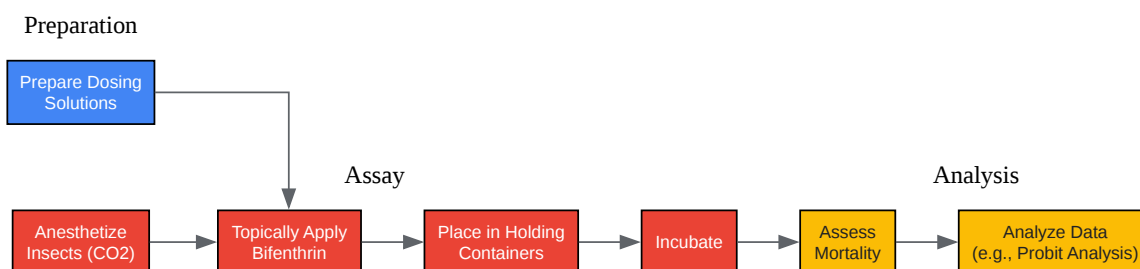 Preparation
Prepare Dosing
Solutions
Assay
Analysis
Anesthetize
Insects (CO2)
Topically Apply
Bifenthrin
Place in Holding
Containers
Incubate
Assess
Mortality
Analyze Data
(e.g., Probit Analysis)